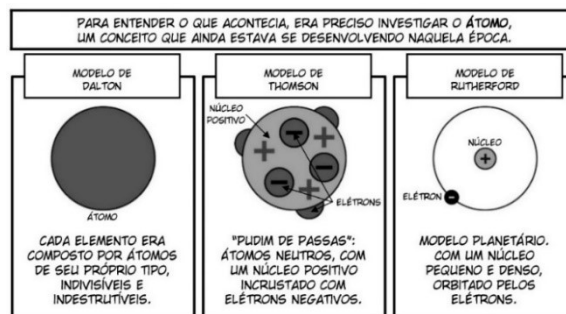 PARA ENTENDER O QUE ACONTECIA, ERA PRECISO INVESTIGAR O ÁTOMO,
UM CONCEITO QUE AINDA ESTAVA SE DESENVOLVENDO NAQUELA ÉPOCA.
MODELO DE
DALTON
ÁTOMO
CADA ELEMENTO ERA
COMPOSTO POR ÁTOMOS
DE SEU PRÓPRIO TIPO,
INDIVISÍVEIS E
INDESTRUTÍVEIS.
MODELO DE
THOMSON
NÚCLEO
POSITIVO
ELÉTRONS
"PUDIM DE PASSAS":
ÁTOMOS NEUTROS, COM
UM NÚCLEO POSITIVO
INCRUSTADO COM
ELÉTRONS NEGATIVOS.
MODELO DE
RUTHERFORD
NÚCLEO
+
ELÉTRON
-
MODELO PLANETÁRIO.
COM UM NÚCLEO
PEQUENO E DENSO,
ORBITADO PELOS
ELÉTRONS.